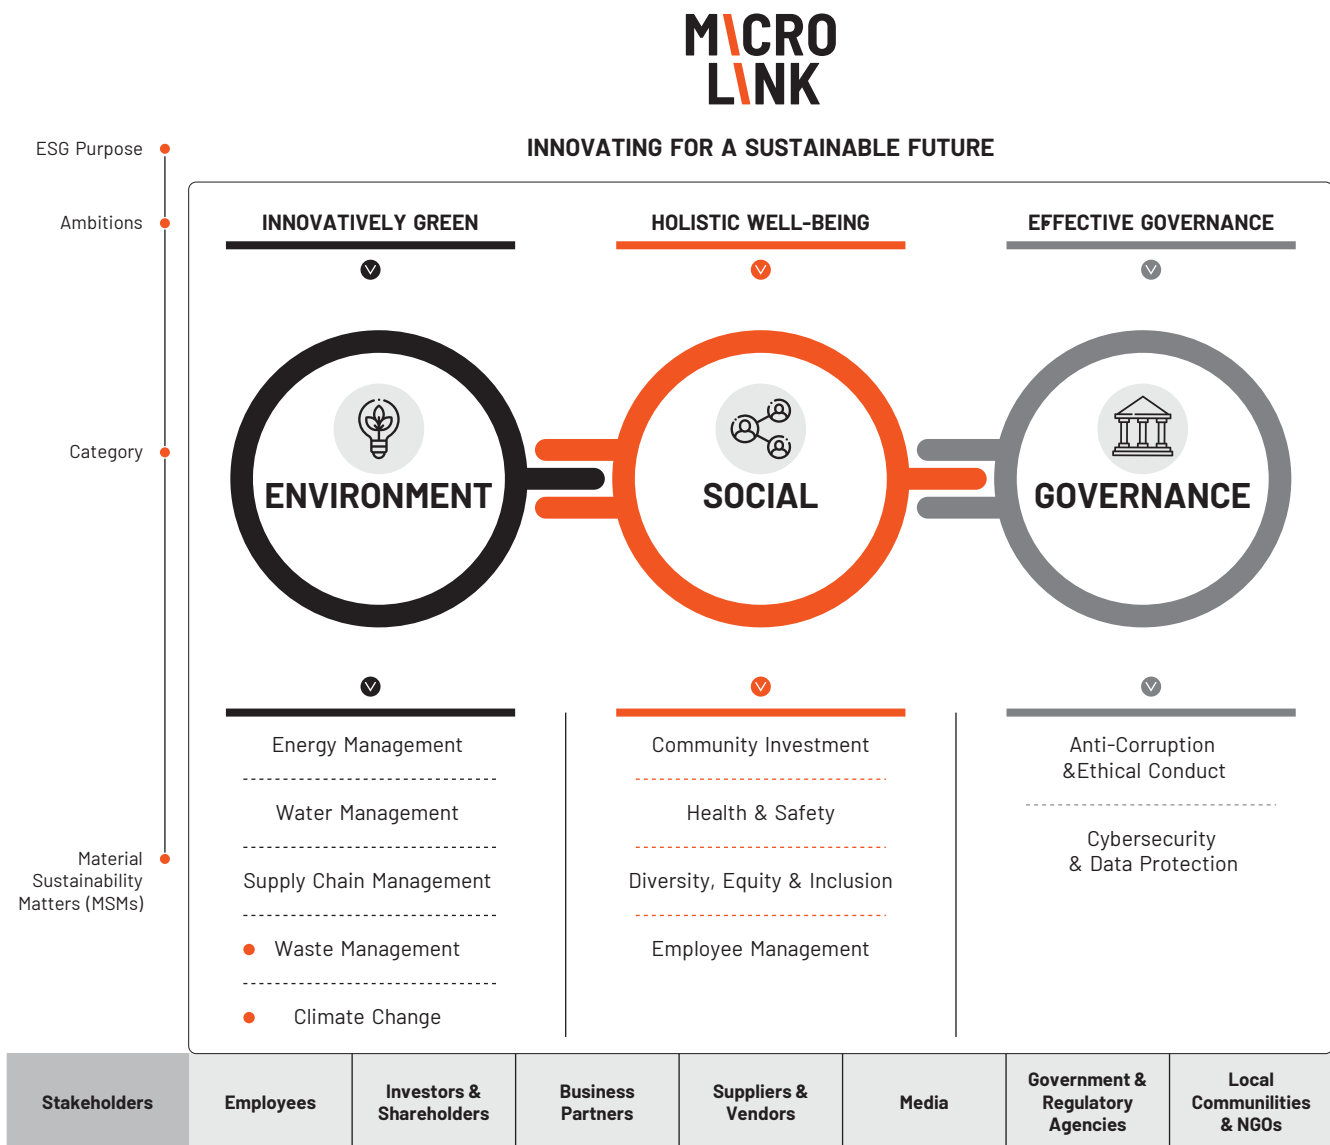 MICRO
LINK
ESG Purpose
INNOVATING FOR A SUSTAINABLE FUTURE
Ambitions
INNOVATIVELY GREEN
HOLISTIC WELL-BEING
EFFECTIVE GOVERNANCE
Category
ENVIRONMENT
SOCIAL
GOVERNANCE
Material
Sustainability
Matters (MSMs)
Energy Management
Water Management
Supply Chain Management
Waste Management
Climate Change
Community Investment
Health & Safety
Diversity, Equity & Inclusion
Employee Management
Anti-Corruption
&Ethical Conduct
Cybersecurity
& Data Protection
Stakeholders
Employees
Investors &
Shareholders
Business
Partners
Suppliers &
Vendors
Media
Government &
Regulatory
Agencies
Local
Communilities
& NGOs